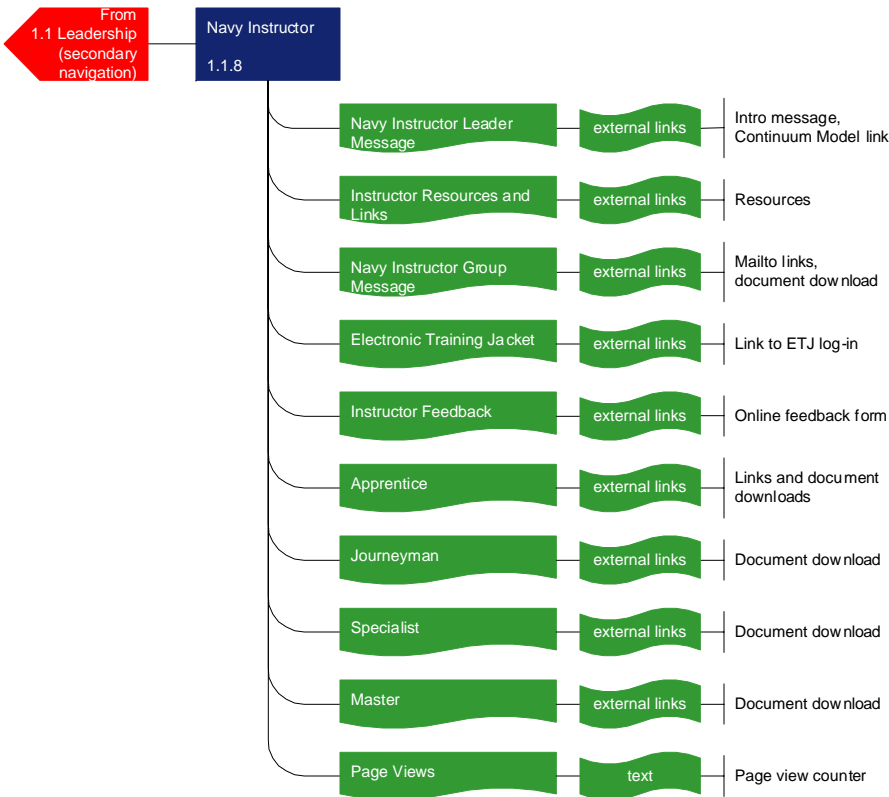 From
1.1 Leadership
(secondary
navigation)
Navy Instructor
1.1.8
Navy Instructor Leader
Message
external links
Intro message,
Continuum Model link
Instructor Resources and
Links
external links
Resources
Navy Instructor Group
Message
external links
Mailto links,
document download
Electronic Training Jacket
external links
Link to ETJ log-in
Instructor Feedback
external links
Online feedback form
Apprentice
external links
Links and document
downloads
Journeyman
external links
Document download
Specialist
external links
Document download
Master
external links
Document download
Page Views
text
Page view counter